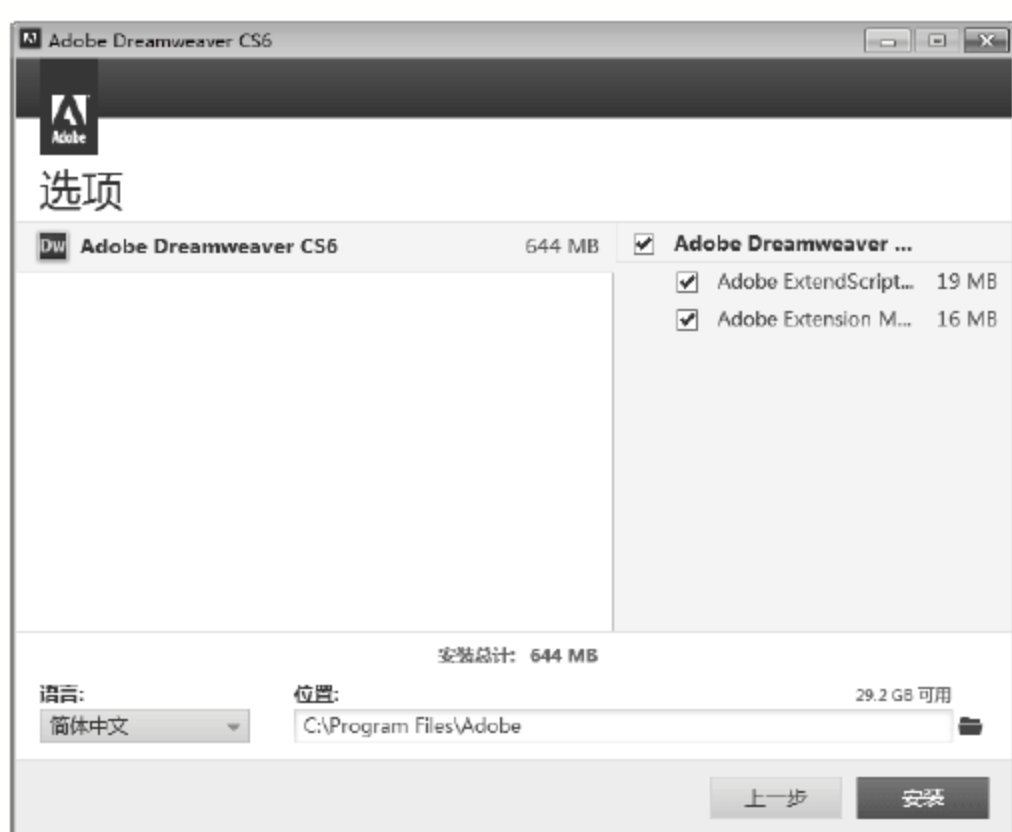 Adobe Dreamweaver CS6
Adobe
选项
Dw Adobe Dreamweaver CS6 644 MB
Adobe Dreamweaver ...
Adobe ExtendScript... 19 MB
Adobe Extension M... 16 MB
安装总计: 644 MB
语言: 位置: 29.2 GB 可用
简体中文 C:\Program Files\Adobe
上一步 安装